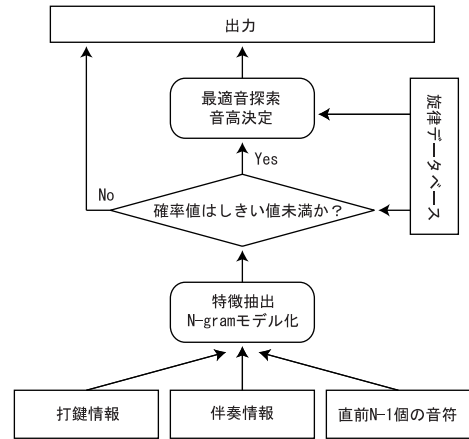 出力
最適音探索
音高決定
旋律データベース
Yes
No
確率値はしきい値未満か？
特徴抽出
N-gramモデル化
打鍵情報
伴奏情報
直前N-1個の音符